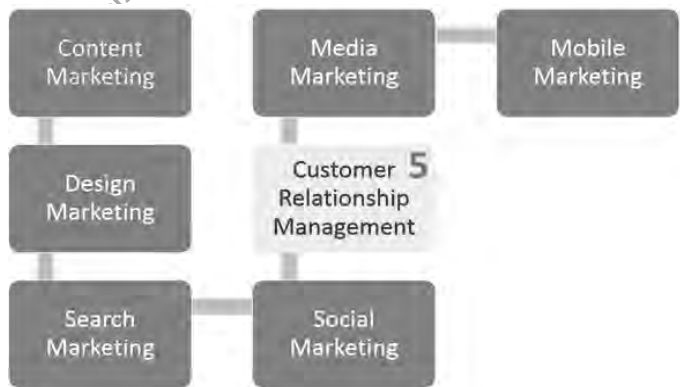 Content
Marketing
Design
Marketing
Search
Marketing
Social
Marketing
Customer 5
Relationship
Management
Media
Marketing
Mobile
Marketing